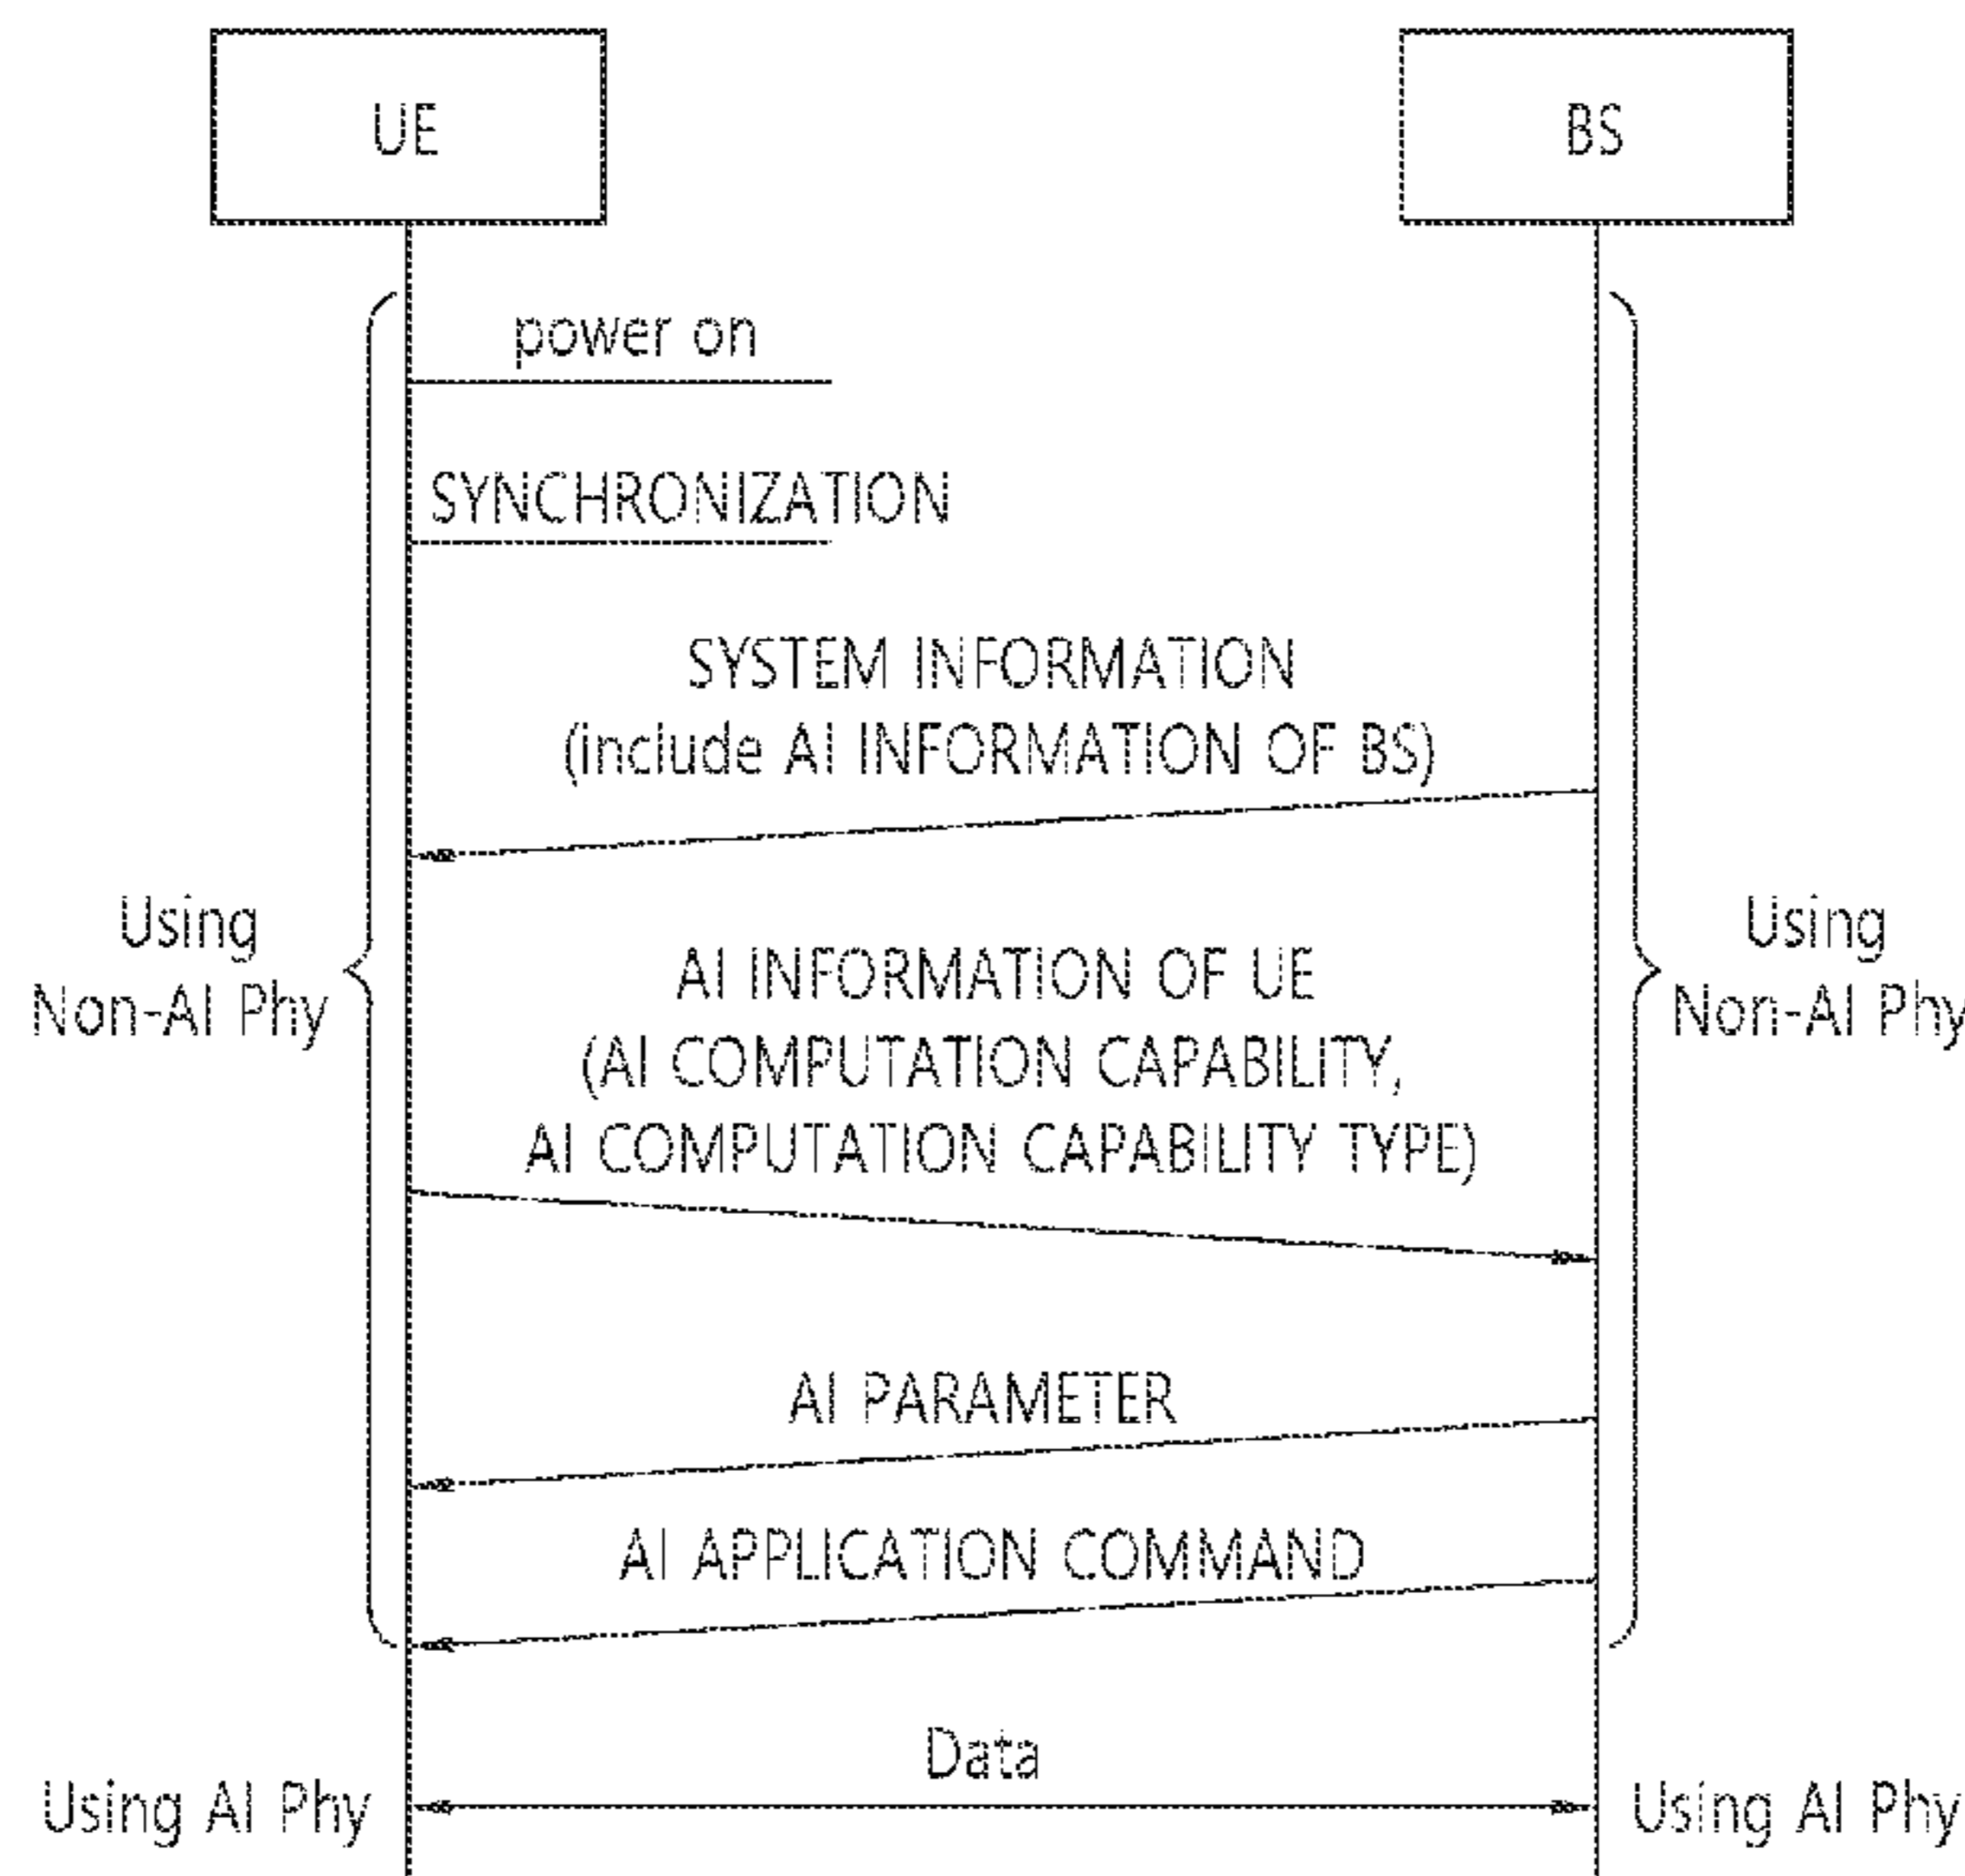 UE
BS
power on
SYNCHRONIZATION
SYSTEM INFORMATION
(include AI INFORMATION OF BS)
Using
Non-AI Phy
Using
Non-AI Phy
AI INFORMATION OF UE
(AI COMPUTATION CAPABILITY,
AI COMPUTATION CAPABILITY TYPE)
AI PARAMETER
AI APPLICATION COMMAND
Data
Using AI Phy
Using AI Phy